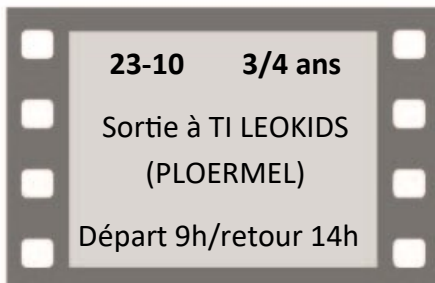 23-10 3/4 ans
Sortie à TI LEOKIDS
(PLOERMEL)
Départ 9h/retour 14h